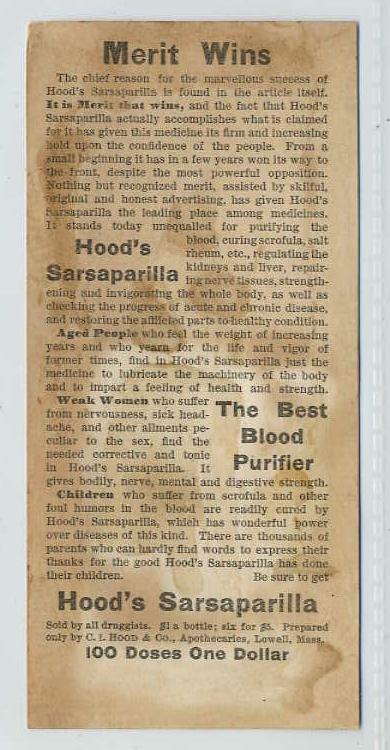 Merit Wins
The chief reason for the marvellous success of
Hood's Sarsaparilla is found in the article itself.
It is Merit that wins, and the fact that Hood's
Sarsaparilla actually accomplishes what is claimed
for it has given this medicine its firm and increasing
hold upon the confidence of the people. From a
small beginning it has in a few years won its way to
the front, despite the most powerful opposition.
Nothing but recognized merit, assisted by skilful,
original and honest advertising, has given Hood's
Sarsaparilla the leading place among medicines.
It stands today unequalled for purifying the
Hood's
Sarsaparilla
blood, curing scrofula, salt
rheum, etc., regulating the
kidneys and liver, repair-
ing nerve tissues, strength-
ening and invigorating the whole body, as well as
checking the progress of acute and chronic disease,
and restoring the afflicted parts to healthy condition.
Aged People who feel the weight of increasing
years and who yearn for the life and vigor of
former times, find in Hood's Sarsaparilla just the
medicine to lubricate the machinery of the body
and to impart a feeling of health and strength.
Weak Women who suffer
from nervousness, sick head-
ache, and other ailments pe-
culiar to the sex, find the
needed corrective and tonic
in Hood's Sarsaparilla. It
The Best
Blood
Purifier
gives bodily, nerve, mental and digestive strength.
Children who suffer from scrofula and other
foul humors in the blood are readily cured by
Hood's Sarsaparilla, which has wonderful power
over diseases of this kind. There are thousands of
parents who can hardly find words to express their
thanks for the good Hood's Sarsaparilla has done
their children. Be sure to get
Hood's Sarsaparilla
Sold by all druggists. $1 a bottle; six for $5. Prepared
only by C. I. HOOD & Co., Apothecaries, Lowell, Mass.
100 Doses One Dollar